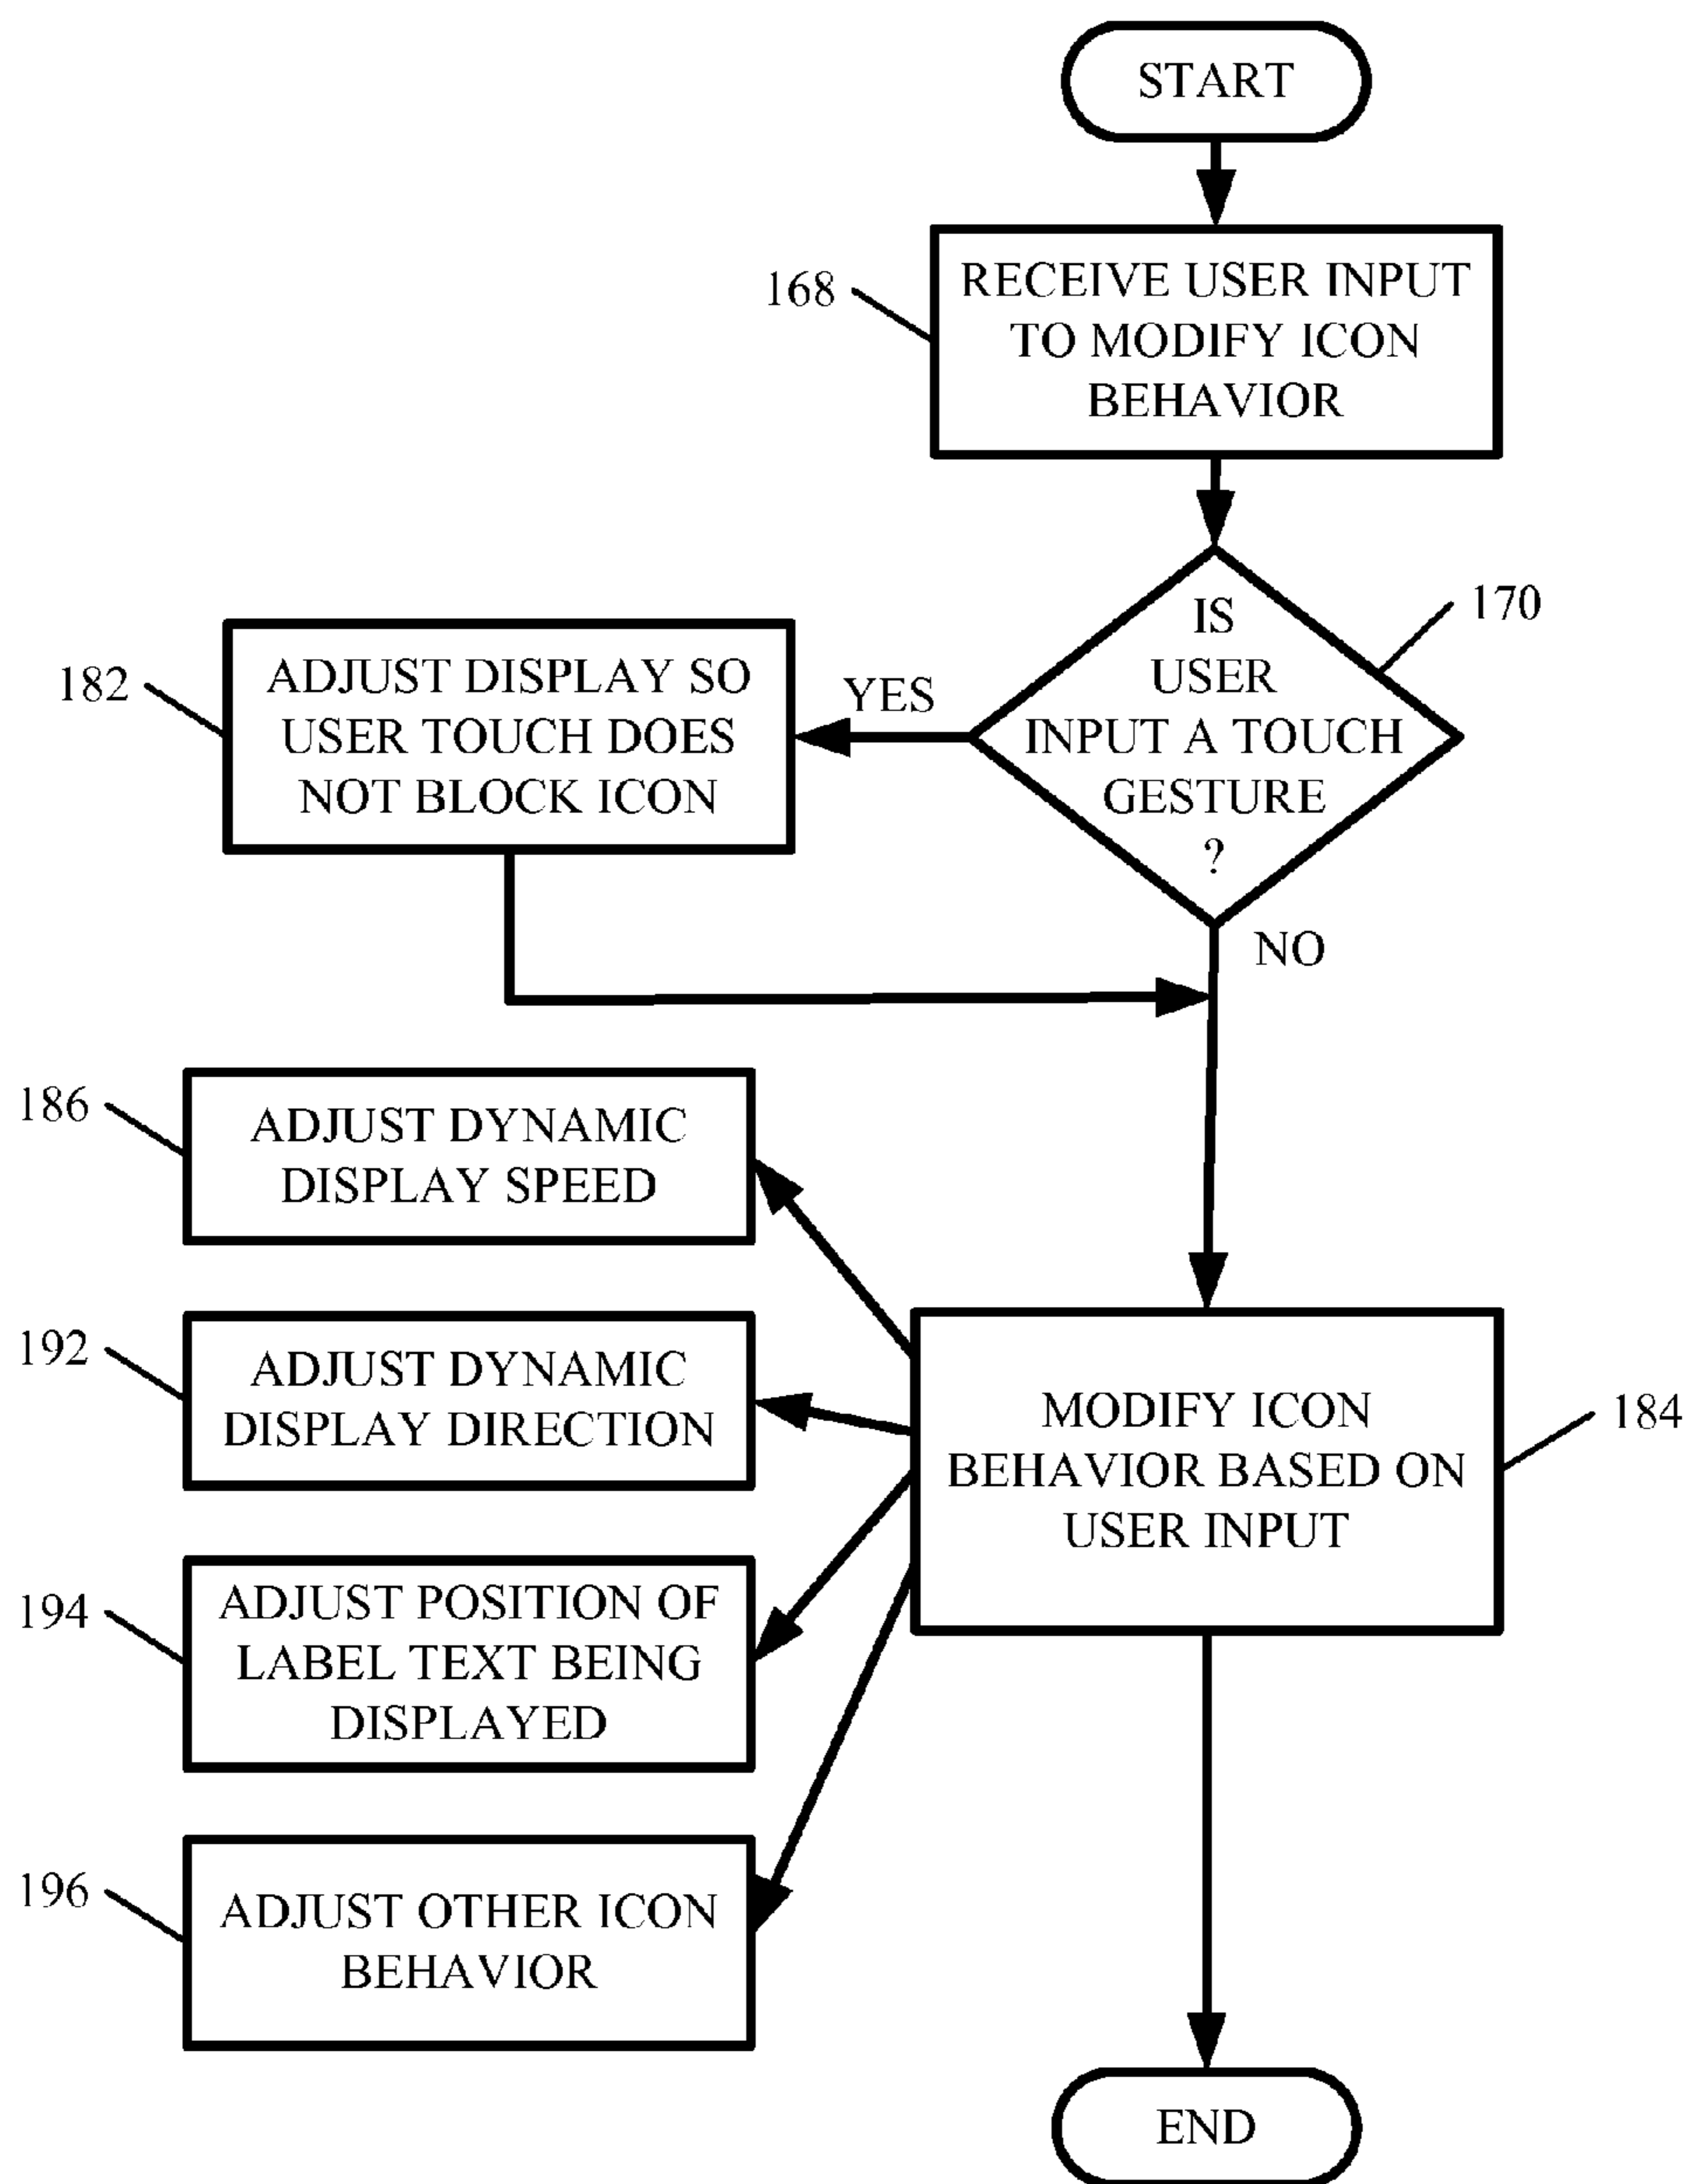 START
168
RECEIVE USER INPUT
TO MODIFY ICON
BEHAVIOR
170
IS
USER
INPUT A TOUCH
GESTURE
?
YES
182
ADJUST DISPLAY SO
USER TOUCH DOES
NOT BLOCK ICON
NO
186
ADJUST DYNAMIC
DISPLAY SPEED
192
ADJUST DYNAMIC
DISPLAY DIRECTION
184
MODIFY ICON
BEHAVIOR BASED ON
USER INPUT
194
ADJUST POSITION OF
LABEL TEXT BEING
DISPLAYED
196
ADJUST OTHER ICON
BEHAVIOR
END